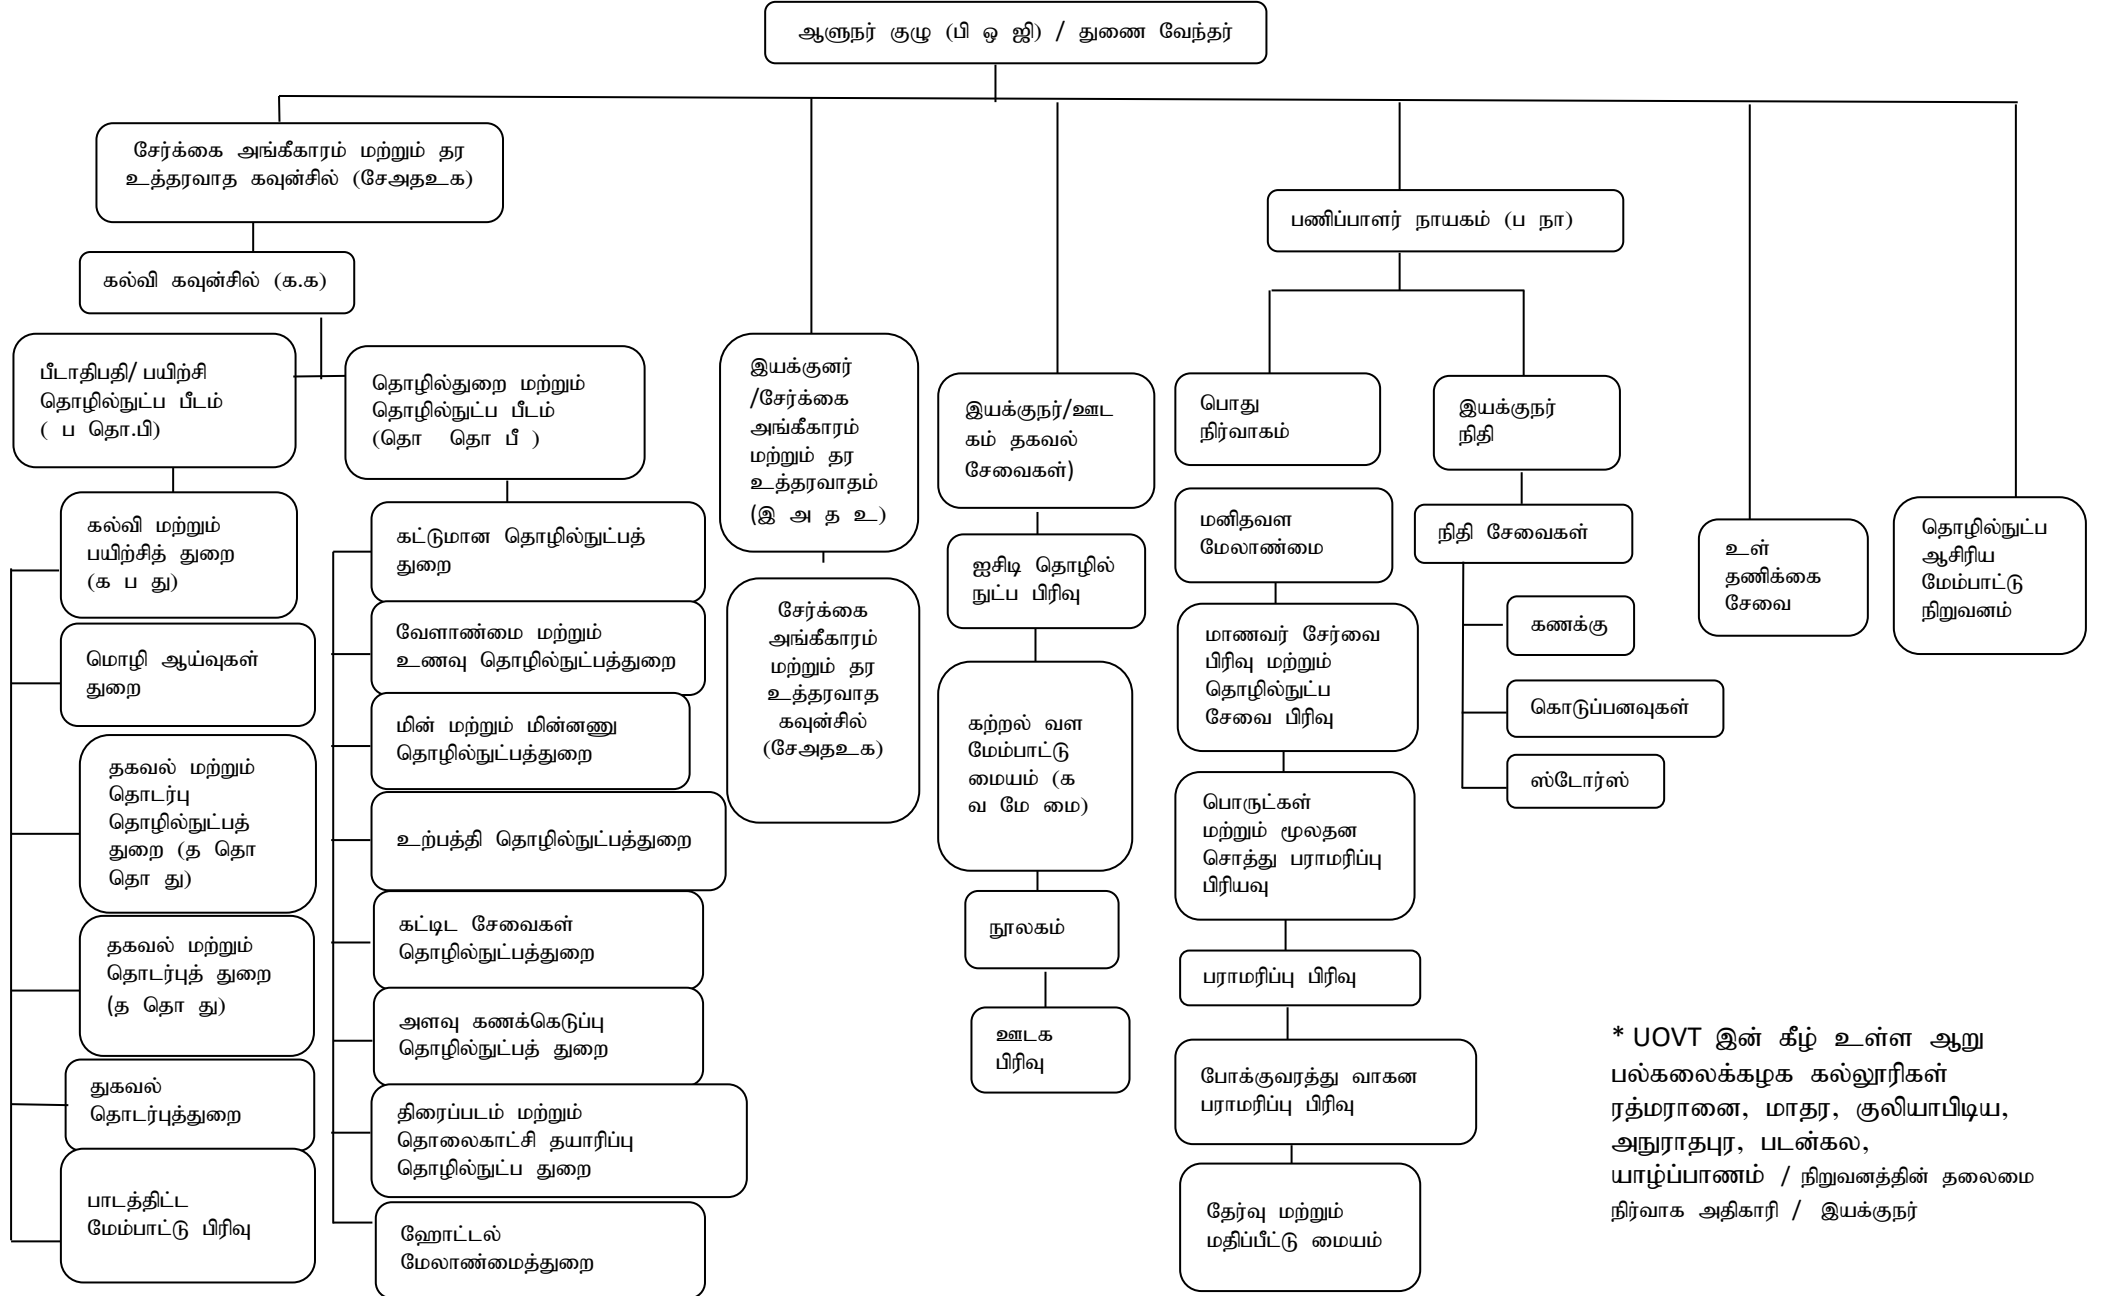 ஆளுநர் குழு (பி ஒ ஜி) / துணை வேந்தர்
சேர்க்கை அங்கீகாரம் மற்றும் தர
உத்தரவாத கவுன்சில் (சேஅதஉக)
கல்வி கவுன்சில் (க.க)
பீடாதிபதி/ பயிற்சி
தொழில்நுட்ப பீடம்
( ப தொ.பி)
கல்வி மற்றும்
பயிற்சித் துறை
(க ப து)
மொழி ஆய்வுகள்
துறை
தகவல் மற்றும்
தொடர்பு
தொழில்நுட்பத்
துறை (த தொ
தொ து)
தகவல் மற்றும்
தொடர்புத் துறை
(த தொ து)
துகவல்
தொடர்புத்துறை
பாடத்திட்ட
மேம்பாட்டு பிரிவு
தொழில்துறை மற்றும்
தொழில்நுட்ப பீடம்
(தொ தொ பீ )
கட்டுமான தொழில்நுட்பத்
துறை
வேளாண்மை மற்றும்
உணவு தொழில்நுட்பத்துறை
மின் மற்றும் மின்னணு
தொழில்நுட்பத்துறை
உற்பத்தி தொழில்நுட்பத்துறை
கட்டிட சேவைகள்
தொழில்நுட்பத்துறை
அளவு கணக்கெடுப்பு
தொழில்நுட்பத் துறை
திரைப்படம் மற்றும்
தொலைகாட்சி தயாரிப்பு
தொழில்நுட்ப துறை
ஹோட்டல்
மேலாண்மைத்துறை
இயக்குனர்
/சேர்க்கை
அங்கீகாரம்
மற்றும் தர
உத்தரவாதம்
(இ அ த உ)
சேர்க்கை
அங்கீகாரம்
மற்றும் தர
உத்தரவாத
கவுன்சில்
(சேஅதஉக)
இயக்குநர்/ஊட
கம் தகவல்
சேவைகள்)
ஐசிடி தொழில்
நுட்ப பிரிவு
கற்றல் வள
மேம்பாட்டு
மையம் (க
வ மே மை)
நூலகம்
ஊடக
பிரிவு
பணிப்பாளர் நாயகம் (ப நா)
பொது
நிர்வாகம்
மனிதவள
மேலாண்மை
மாணவர் சேர்வை
பிரிவு மற்றும்
தொழில்நுட்ப
சேவை பிரிவு
பொருட்கள்
மற்றும் மூலதன
சொத்து பராமரிப்பு
பிரியவு
பராமரிப்பு பிரிவு
போக்குவரத்து வாகன
பராமரிப்பு பிரிவு
தேர்வு மற்றும்
மதிப்பீட்டு மையம்
இயக்குநர்
நிதி
நிதி சேவைகள்
கணக்கு
கொடுப்பனவுகள்
ஸ்டோர்ஸ்
உள்
தணிக்கை
சேவை
தொழில்நுட்ப
ஆசிரிய
மேம்பாட்டு
நிறுவனம்
* UOVT இன் கீழ் உள்ள ஆறு
பல்கலைக்கழக கல்லூரிகள்
ரத்மரானை, மாதர, குலியாபிடிய,
அநுராதபுர, படன்கல,
யாழ்ப்பாணம் / நிறுவனத்தின் தலைமை
நிர்வாக அதிகாரி / இயக்குநர்